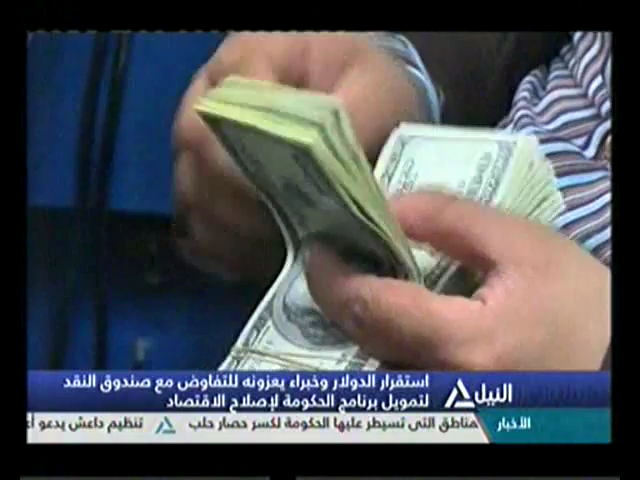 استقرار الدولار وخبراء يعزونه للتفاوض مع صندوق النقد
لتمويل برنامج الحكومة لإصلاح الاقتصاد
النيل
الأخبار
مناطق التى تسيطر عليها الحكومة لكسر حصار حلب
تنظيم داعش يدعو